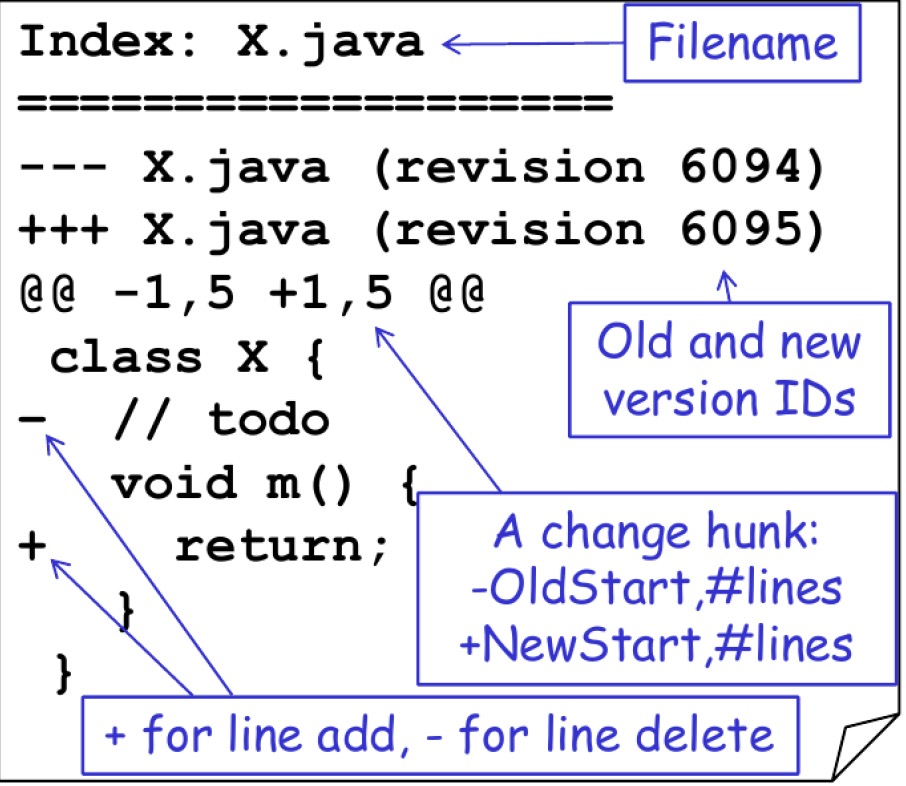 Index: X.java
Filename
===================
--- X.java (revision 6094)
+++ X.java (revision 6095)
@@ -1,5 +1,5 @@
Old and new
version IDs
 class X {
-  // todo
   void m() {
+    return;
   }
 }
A change hunk:
-OldStart,#lines
+NewStart,#lines
+ for line add, - for line delete